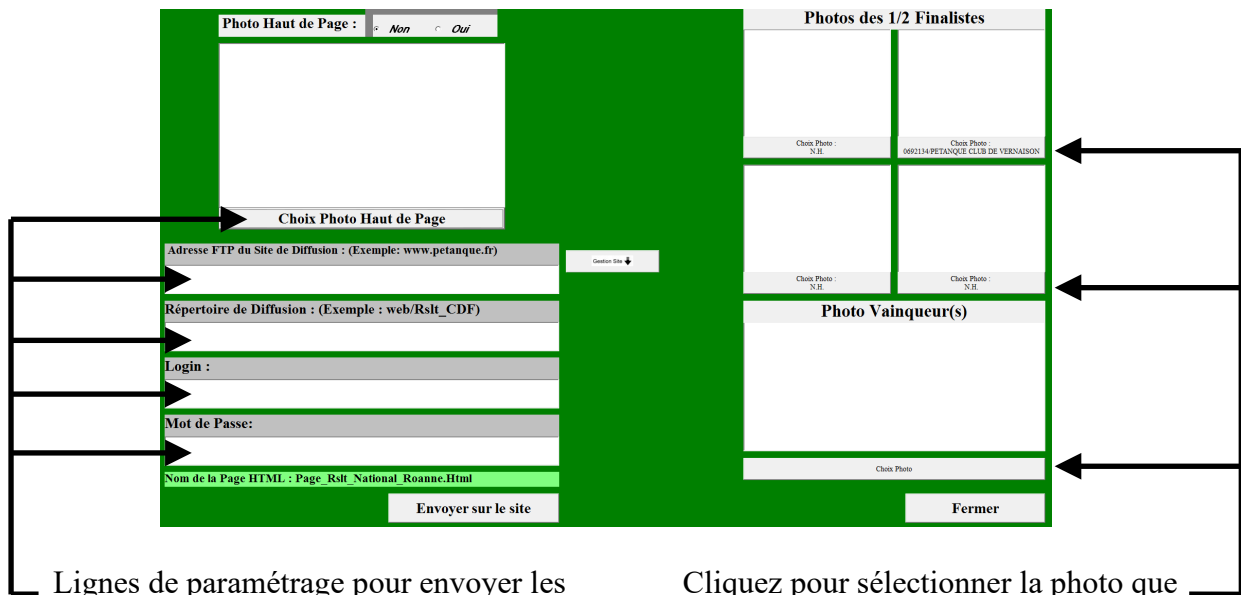 Photo Haut de Page :
Non
Oui
Choix Photo Haut de Page
Adresse FTP du Site de Diffusion : (Exemple: www.petanque.fr)
Gestion Site
Répertoire de Diffusion : (Exemple : web/Rslt_CDF)
Login :
Mot de Passe:
Nom de la Page HTML : Page_Rslt_National_Roanne.Html
Envoyer sur le site
Photos des 1/2 Finalistes
Choix Photo :
N.H.
Choix Photo :
0692134/PETANQUE CLUB DE VERNAISON
Choix Photo :
N.H.
Choix Photo :
N.H.
Photo Vainqueur(s)
Choix Photo
Fermer
Lignes de paramétrage pour envoyer les
Cliquez pour sélectionner la photo que